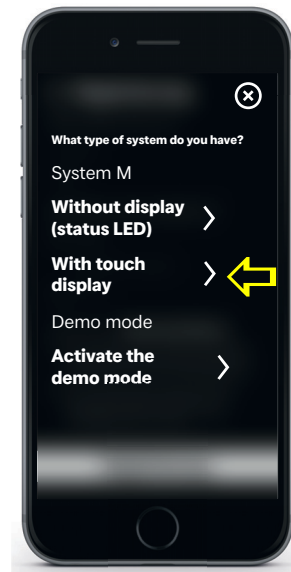 What type of system do you have?
System M
Without display
(status LED)
With touch
display
Demo mode
Activate the
demo mode